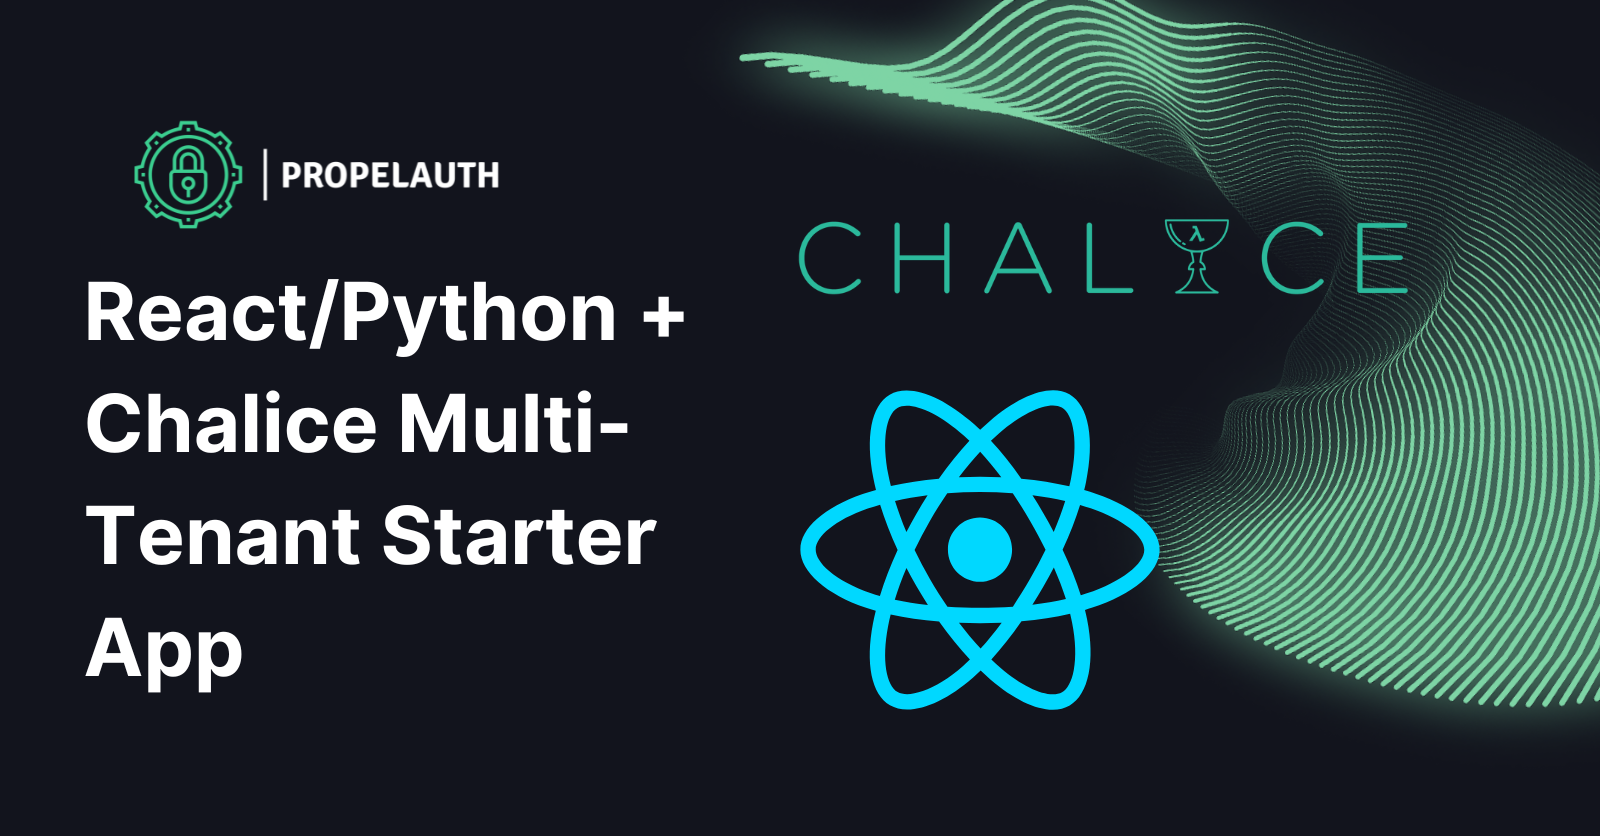 PROPELAUTH
React/Python +
Chalice Multi-
Tenant Starter
App
CHALICE
λ